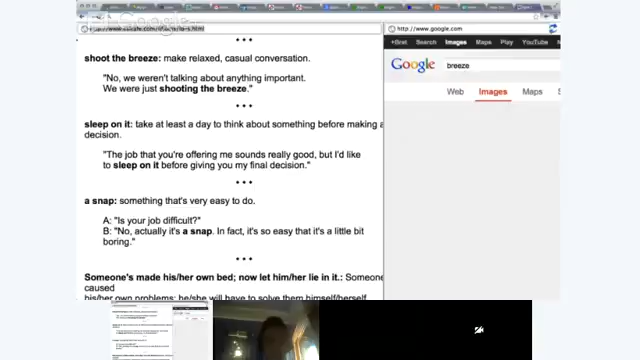 http://www.google.com
+Bret Search Images Maps Play YouTube
shoot the breeze: make relaxed, casual conversation.
Google
breeze
"No, we weren't talking about anything important.
We were just shooting the breeze."
Web Images Maps
sleep on it: take at least a day to think about something before making a
decision.
"The job that you're offering me sounds really good, but I'd like
to sleep on it before giving you my final decision."
a snap: something that's very easy to do.
A: "Is your job difficult?"
B: "No, actually it's a snap. In fact, it's so easy that it's a little bit
boring."
Someone's made his/her own bed; now let him/her lie in it.: Someone
caused
his/her own problems; he/she will have to solve them himself/herself